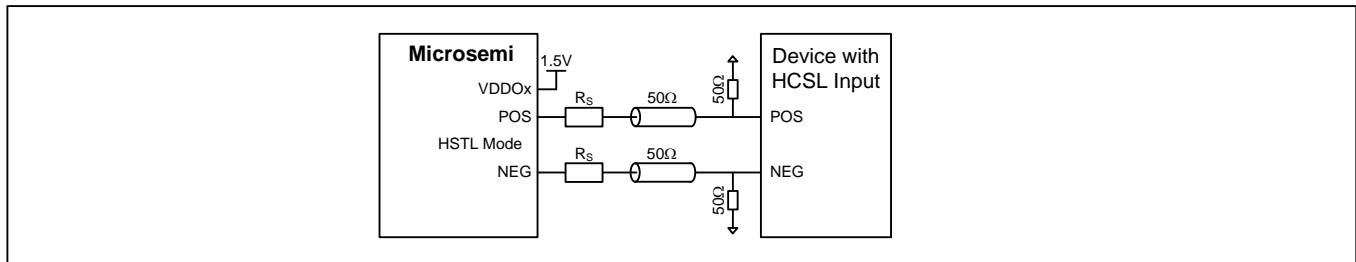 Microsemi
1.5V
VDDOx
POS
HSTL Mode
NEG
RS
50Ω
RS
50Ω
50Ω
50Ω
Device with
HCSL Input
POS
NEG